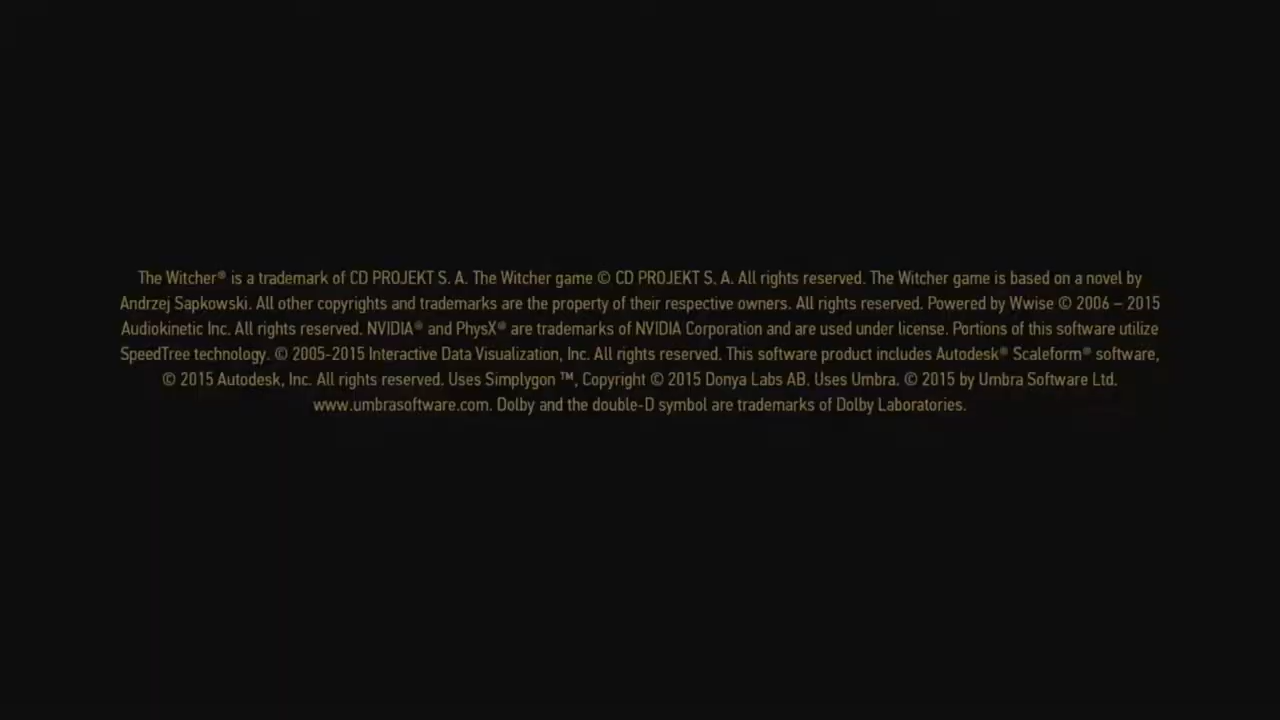 The Witcher® is a trademark of CD PROJEKT S. A. The Witcher game © CD PROJEKT S. A. All rights reserved. The Witcher game is based on a novel by
Andrzej Sapkowski. All other copyrights and trademarks are the property of their respective owners. All rights reserved. Powered by Wwise © 2006 – 2015
Audiokinetic Inc. All rights reserved. NVIDIA® and PhysX® are trademarks of NVIDIA Corporation and are used under license. Portions of this software utilize
SpeedTree technology. © 2005-2015 Interactive Data Visualization, Inc. All rights reserved. This software product includes Autodesk® Scaleform® software,
© 2015 Autodesk, Inc. All rights reserved. Uses Simplygon ™, Copyright © 2015 Donya Labs AB. Uses Umbra. © 2015 by Umbra Software Ltd.
www.umbrasoftware.com. Dolby and the double-D symbol are trademarks of Dolby Laboratories.